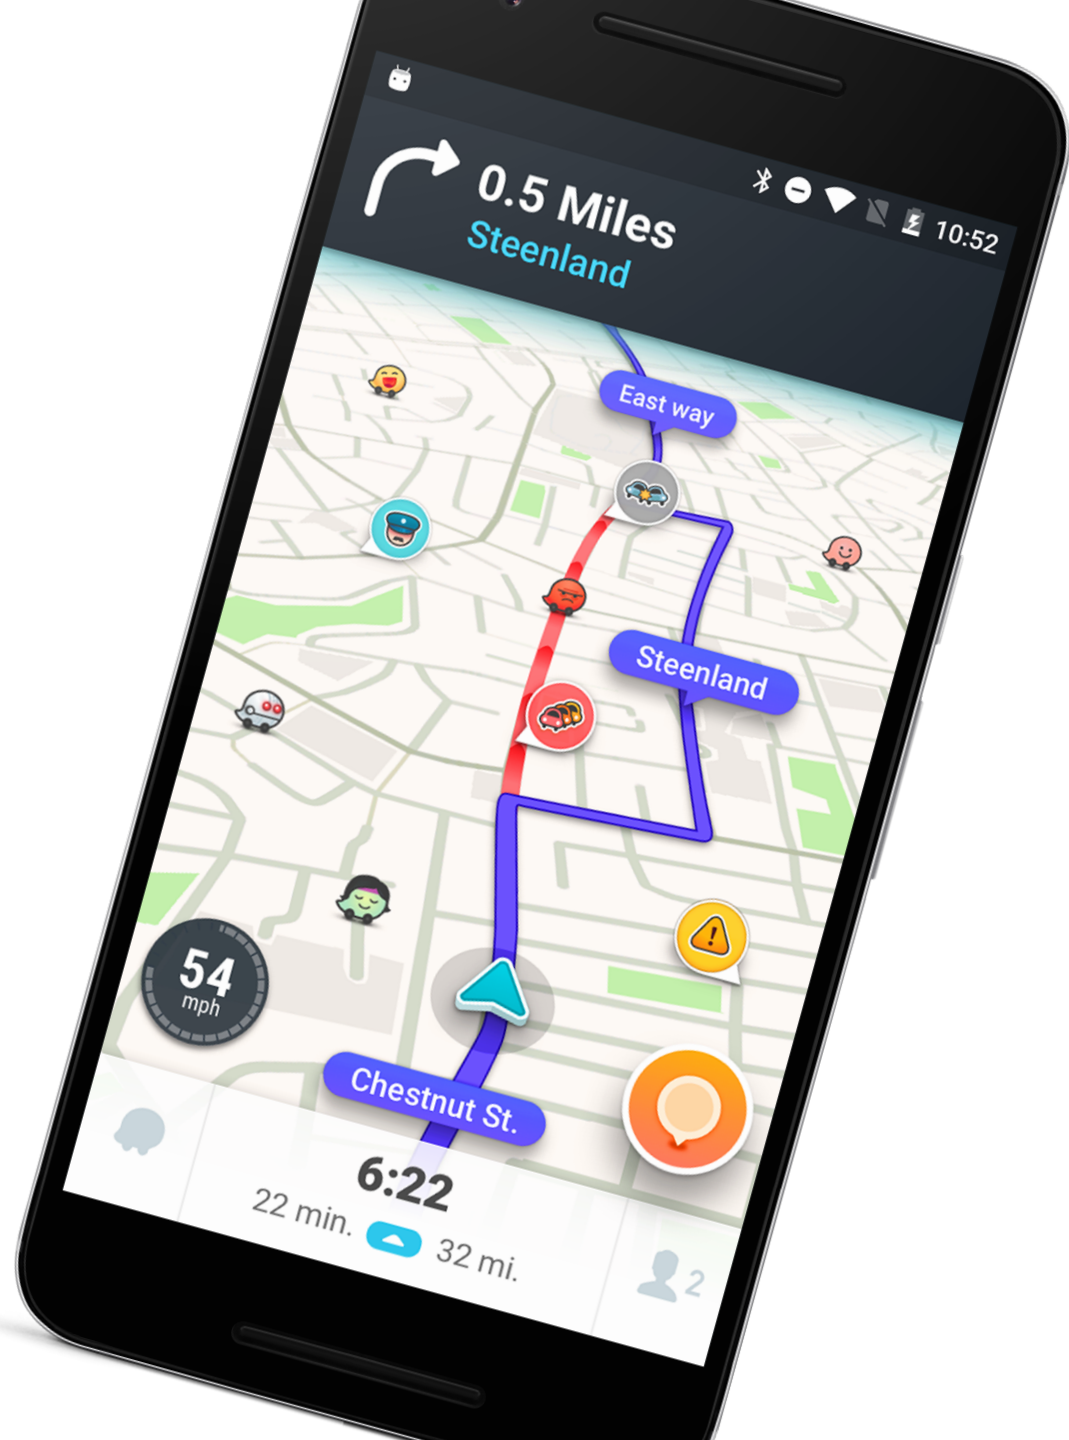 10:52
0.5 Miles
Steenland
East way
Steenland
54
mph
Chestnut St.
6:22
22 min.
32 mi.
2